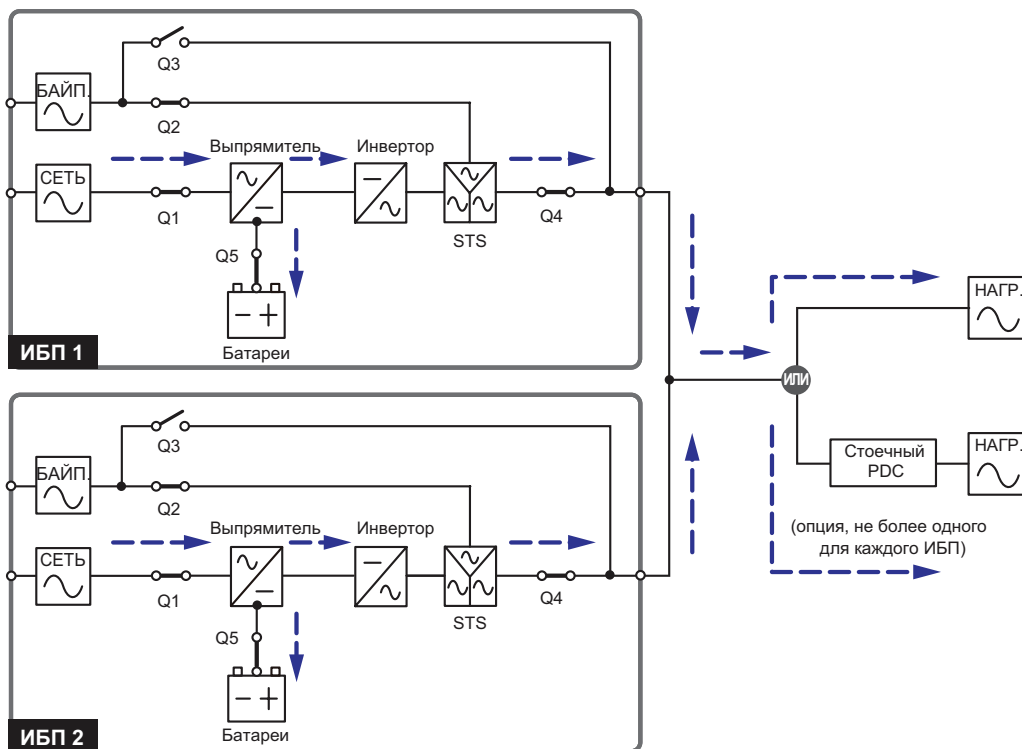 Q3
БАЙП.
Q2
Выпрямитель
Инвертор
СЕТЬ
Q1
STS
Q4
Q5
Батареи
ИБП 1
НАГР.
ИЛИ
Q3
БАЙП.
Q2
Выпрямитель
Инвертор
СЕТЬ
Q1
STS
Q4
Q5
Батареи
ИБП 2
Стоечный
PDC
НАГР.
(опция, не более одного
для каждого ИБП)